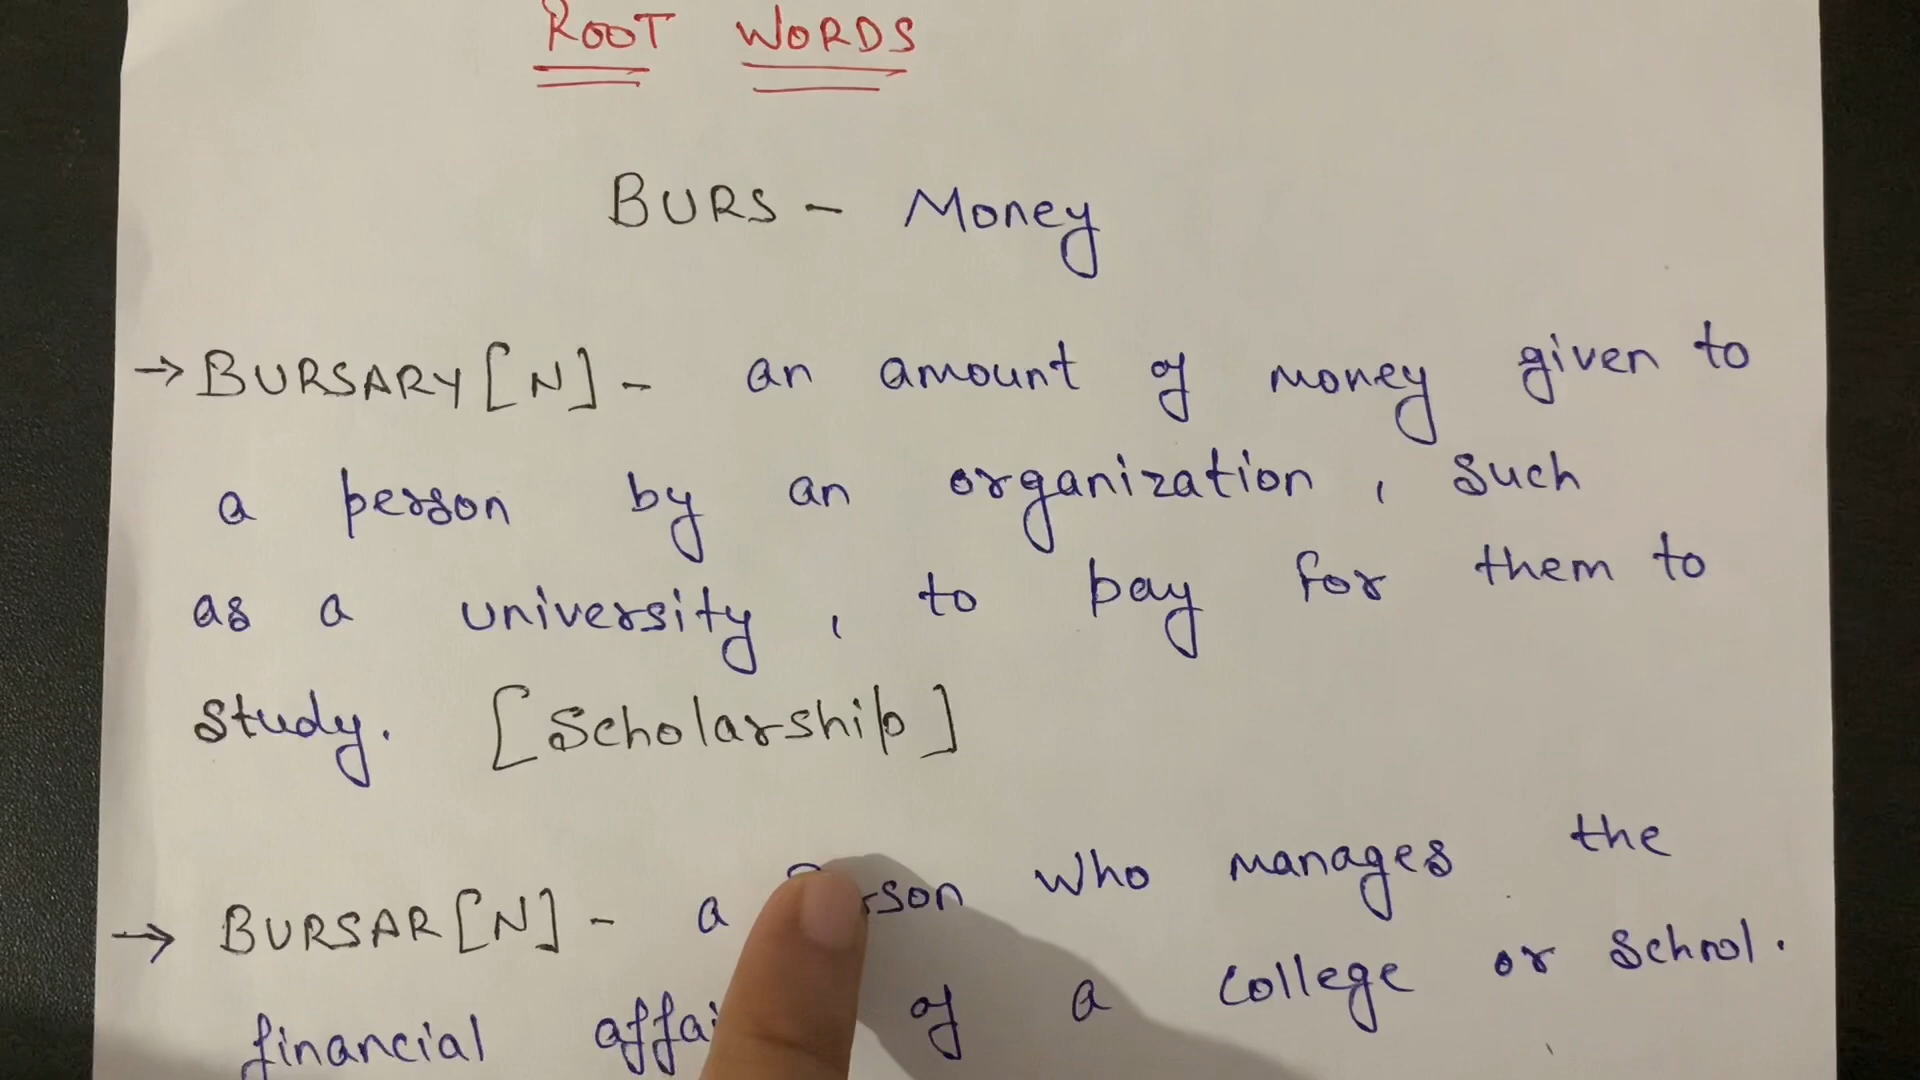 ROOT WORDS
BURS - Money
→ BURSARY [N] - an amount of money given to
a person by an organization, such
as a university, to pay for them to
study. [Scholarship]
→ BURSAR [N] - a who manages the
financial of a college or school.